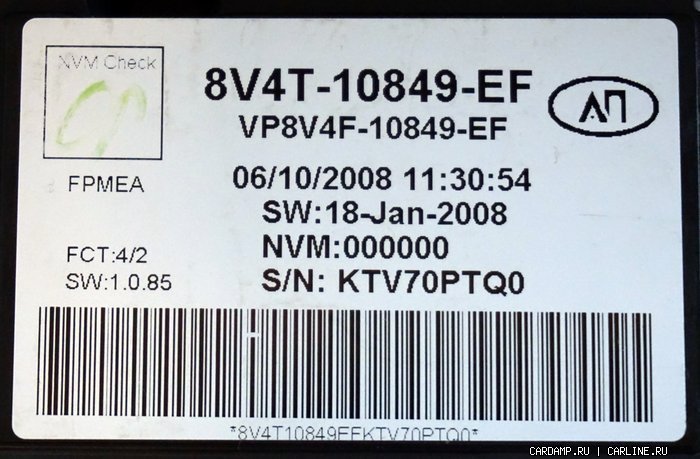 NVM Check
8V4T-10849-EF
VP8V4F-10849-EF
ЛП
FPMEA
06/10/2008 11:30:54
SW:18-Jan-2008
FCT:4/2
NVM:000000
SW:1.0.85
S/N: KTV70PTQ0
*8V4T10849EFKTV70PTQ0*
CARDAMP.RU | CARLINE.RU